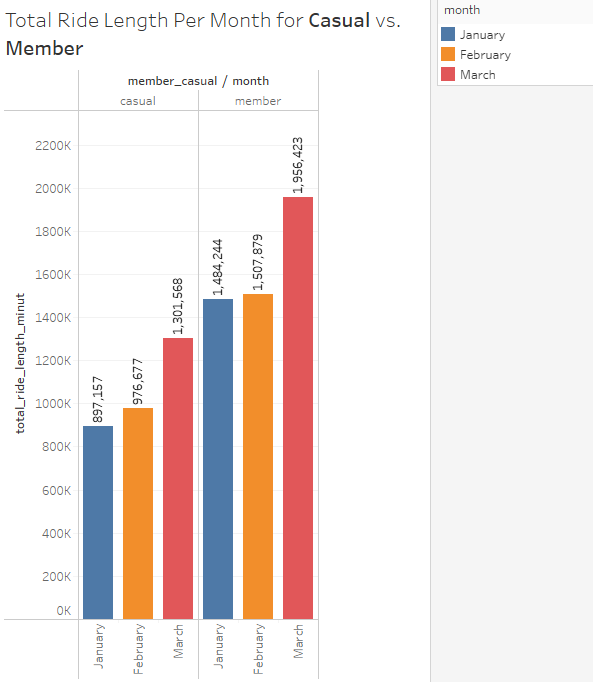 Total Ride Length Per Month for Casual vs.
Member
member_casual / month
casual member
2200K
2000K
1800K
1600K
1400K
1200K
1000K
800K
600K
400K
200K
0K
total_ride_length_minut
897,157
976,677
1,301,568
1,484,244
1,507,879
1,956,423
January
February
March
January
February
March
month
January
February
March